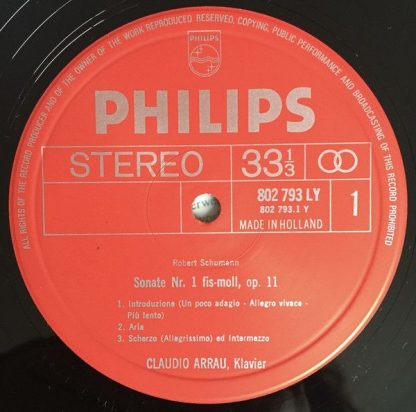 ALL RIGHTS OF THE RECORD PRODUCER AND OF THE OWNER OF THE WORK REPRODUCED RESERVED. COPYING, PUBLIC PERFORMANCE AND BROADCASTING OF THIS RECORD PROHIBITED
PHILIPS
PHILIPS
STEREO 33 1/3
802 793 LY
802 793.1 Y 1
MADE IN HOLLAND
Robert Schumann
Sonate Nr. 1 fis-moll, op. 11
1. Introduzione (Un poco adagio - Allegro vivace -
Più lento)
2. Aria
3. Scherzo (Allegrissimo) ed Intermezzo
CLAUDIO ARRAU, Klavier